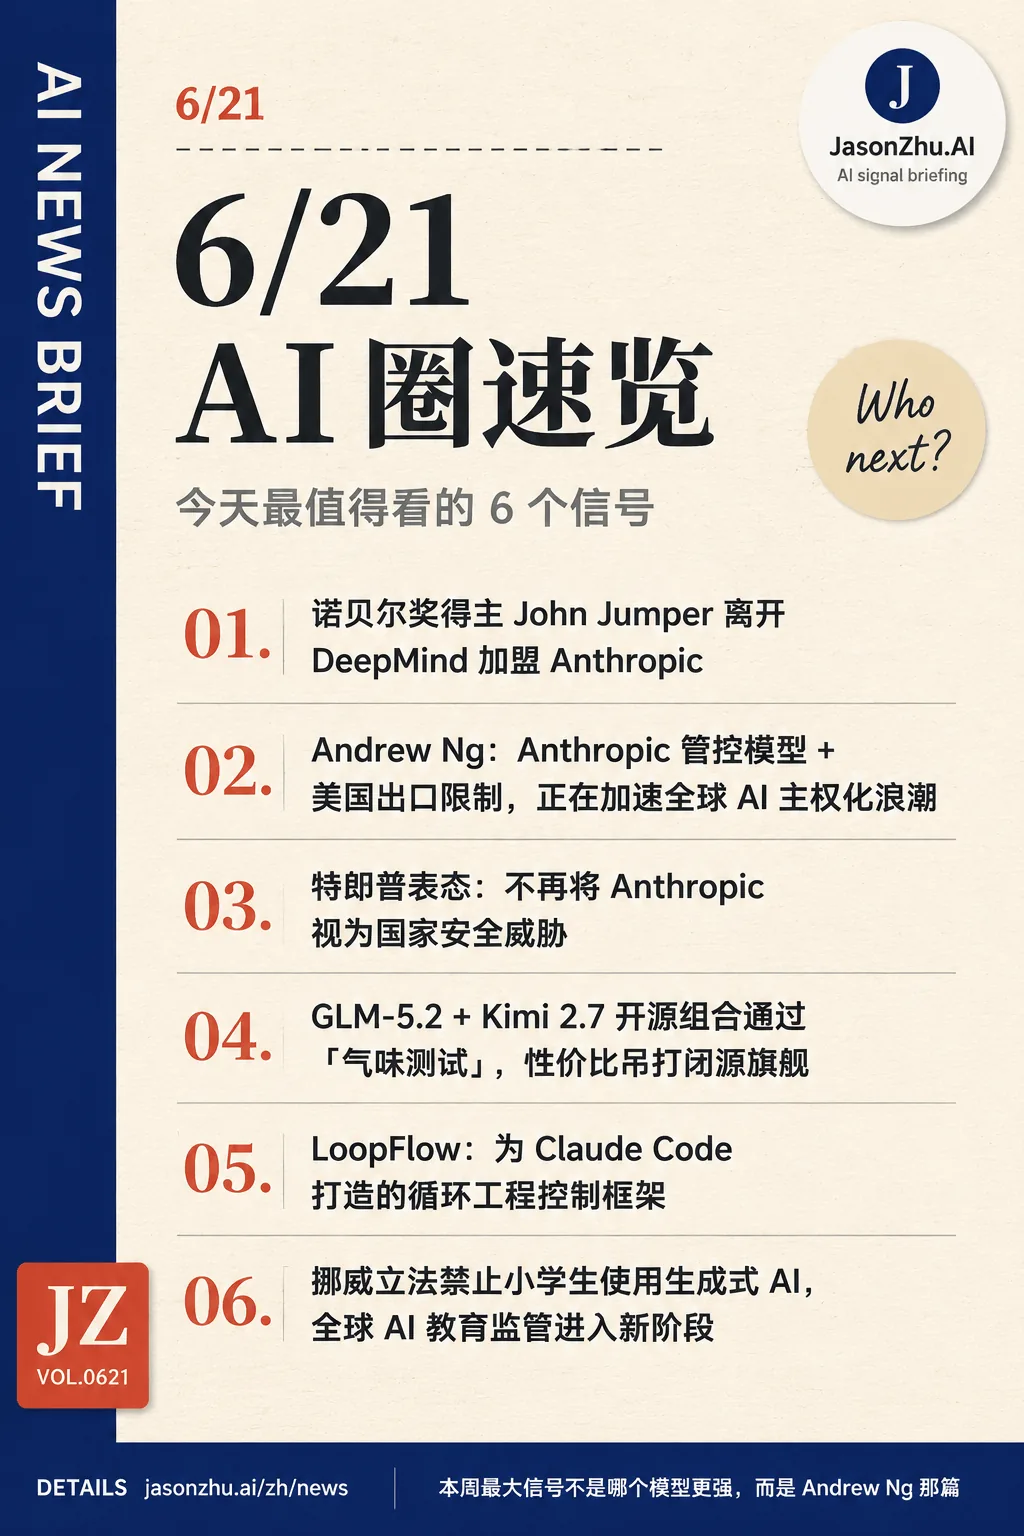 AI NEWS BRIEF
6/21
J
JasonZhu.AI
AI signal briefing
6/21
AI 圈速览
Who
next?
今天最值得看的 6 个信号
01.
诺贝尔奖得主 John Jumper 离开
DeepMind 加盟 Anthropic
02.
Andrew Ng：Anthropic 管控模型 +
美国出口限制，正在加速全球 AI 主权化浪潮
03.
特朗普表态：不再将 Anthropic
视为国家安全威胁
04.
GLM-5.2 + Kimi 2.7 开源组合通过
「气味测试」，性价比吊打闭源旗舰
05.
LoopFlow：为 Claude Code
打造的循环工程控制框架
06.
挪威立法禁止小学生使用生成式 AI，
全球 AI 教育监管进入新阶段
JZ
VOL.0621
DETAILS jasonzhu.ai/zh/news
本周最大信号不是哪个模型更强，而是 Andrew Ng 那篇